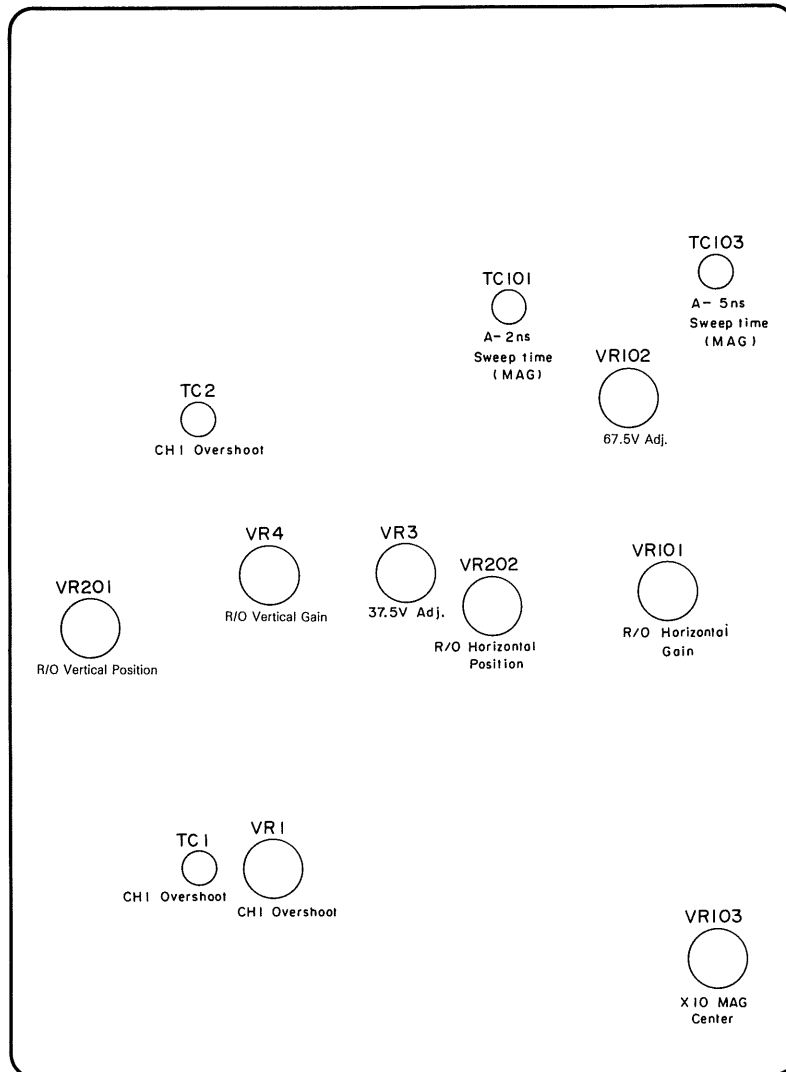 TC103
A- 5ns
Sweep time
(MAG)
TC101
A-2ns
Sweep time
(MAG)
VR102
67.5V Adj.
TC2
CH1 Overshoot
VR4
R/O Vertical Gain
VR3
37.5V Adj.
VR202
R/O Horizontal
Position
VR101
R/O Horizontal
Gain
VR201
R/O Vertical Position
TC1
CH1 Overshoot
VR1
CH1 Overshoot
VR103
X10 MAG
Center